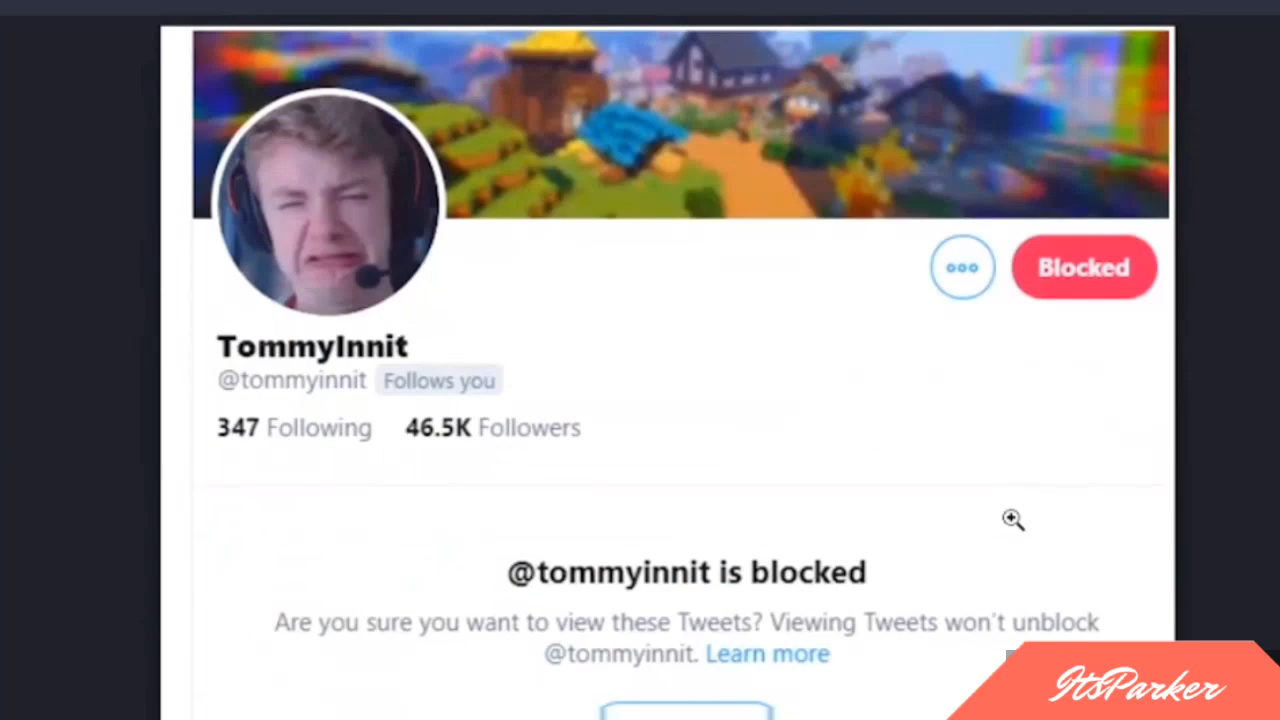 Blocked
TommyInnit
@tommyinnit Follows you
347 Following 46.5K Followers
@tommyinnit is blocked
Are you sure you want to view these Tweets? Viewing Tweets won't unblock
@tommyinnit. Learn more
ItsParker